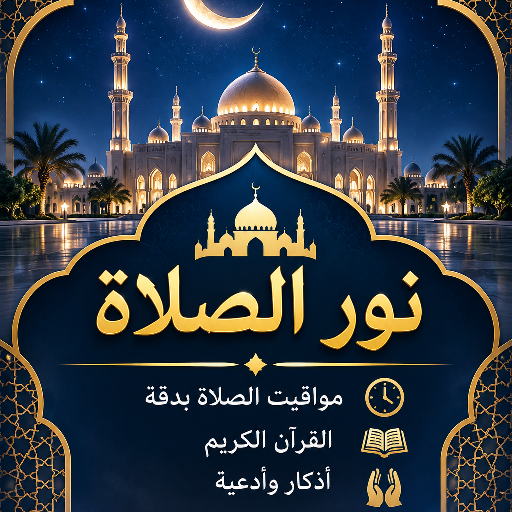 نور الصلاة
مواقيت الصلاة بدقة
القرآن الكريم
أذكار وأدعية